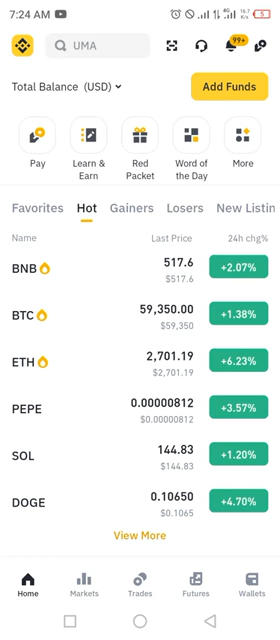 7:24 AM
4G
16.7
K/s
5
UMA
99+
Total Balance (USD)
Add Funds
Pay
Learn &
Earn
Red
Packet
Word of
the Day
More
Favorites Hot Gainers Losers New Listin
Name Last Price 24h chg%
BNB 517.6 +2.07%
$517.6
BTC 59,350.00 +1.38%
$59,350
ETH 2,701.19 +6.23%
$2,701.19
PEPE 0.00000812 +3.57%
$0.00000812
SOL 144.83 +1.20%
$144.83
DOGE 0.10650 +4.70%
$0.1065
View More
Home Markets Trades Futures Wallets